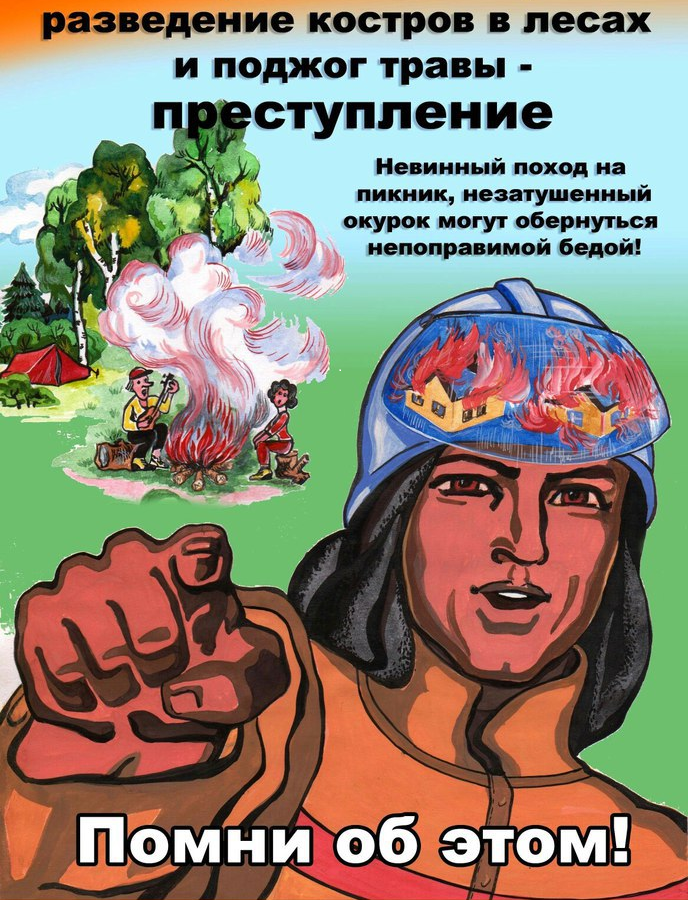 разведение костров в лесах
и поджог травы -
преступление
Невинный поход на
пикник, незатушенный
окурок могут обернуться
непоправимой бедой!
Помни об этом!